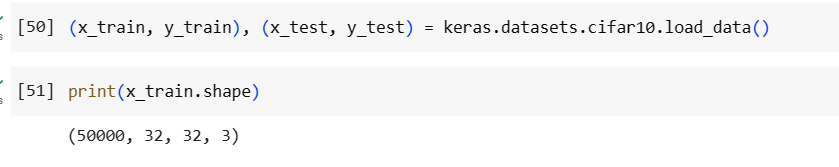 [50] (x_train, y_train), (x_test, y_test) = keras.datasets.cifar10.load_data()
[51] print(x_train.shape)
(50000, 32, 32, 3)